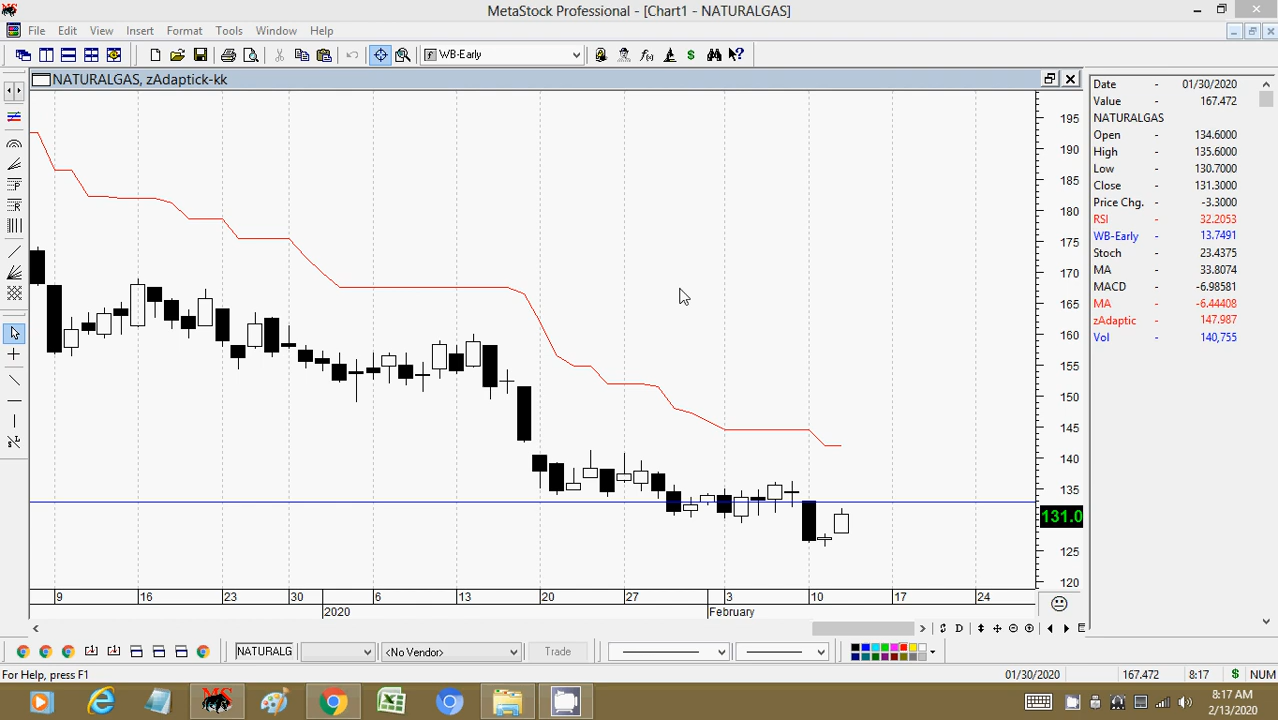 MetaStock Professional - [Chart1 - NATURALGAS]
File Edit View Insert Format Tools Window Help
WB-Early
NATURALGAS, zAdaptick-kk
Date - 01/30/2020
Value - 167.472
NATURALGAS
Open - 134.6000
High - 135.6000
Low - 130.7000
Close - 131.3000
Price Chg. - -3.3000
RSI - 32.2053
WB-Early - 13.7491
Stoch - 23.4375
MA - 33.8074
MACD - -6.98581
MA - -6.44408
zAdaptic - 147.987
Vol - 140,755
195
190
185
180
175
170
165
160
155
150
145
140
135
131.0
125
120
9 16 23 30 6 13 20 27 3 10 17 24
2020 February
NATURALG <No Vendor> Trade
For Help, press F1 01/30/2020 167.472 8:17 $ NUM
8:17 AM
2/13/2020